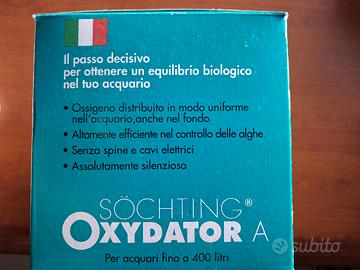 Il passo decisivo
per ottenere un equilibrio biologico
nel tuo acquario
• Ossigeno distribuito in modo uniforme
nell'acquario,anche nel fondo
• Altamente efficiente nel controllo delle alghe
• Senza spine e cavi elettrici
• Assolutamente silenzioso
SÖCHTING®
OXYDATOR A
Per acquari fino a 400 litri
subito